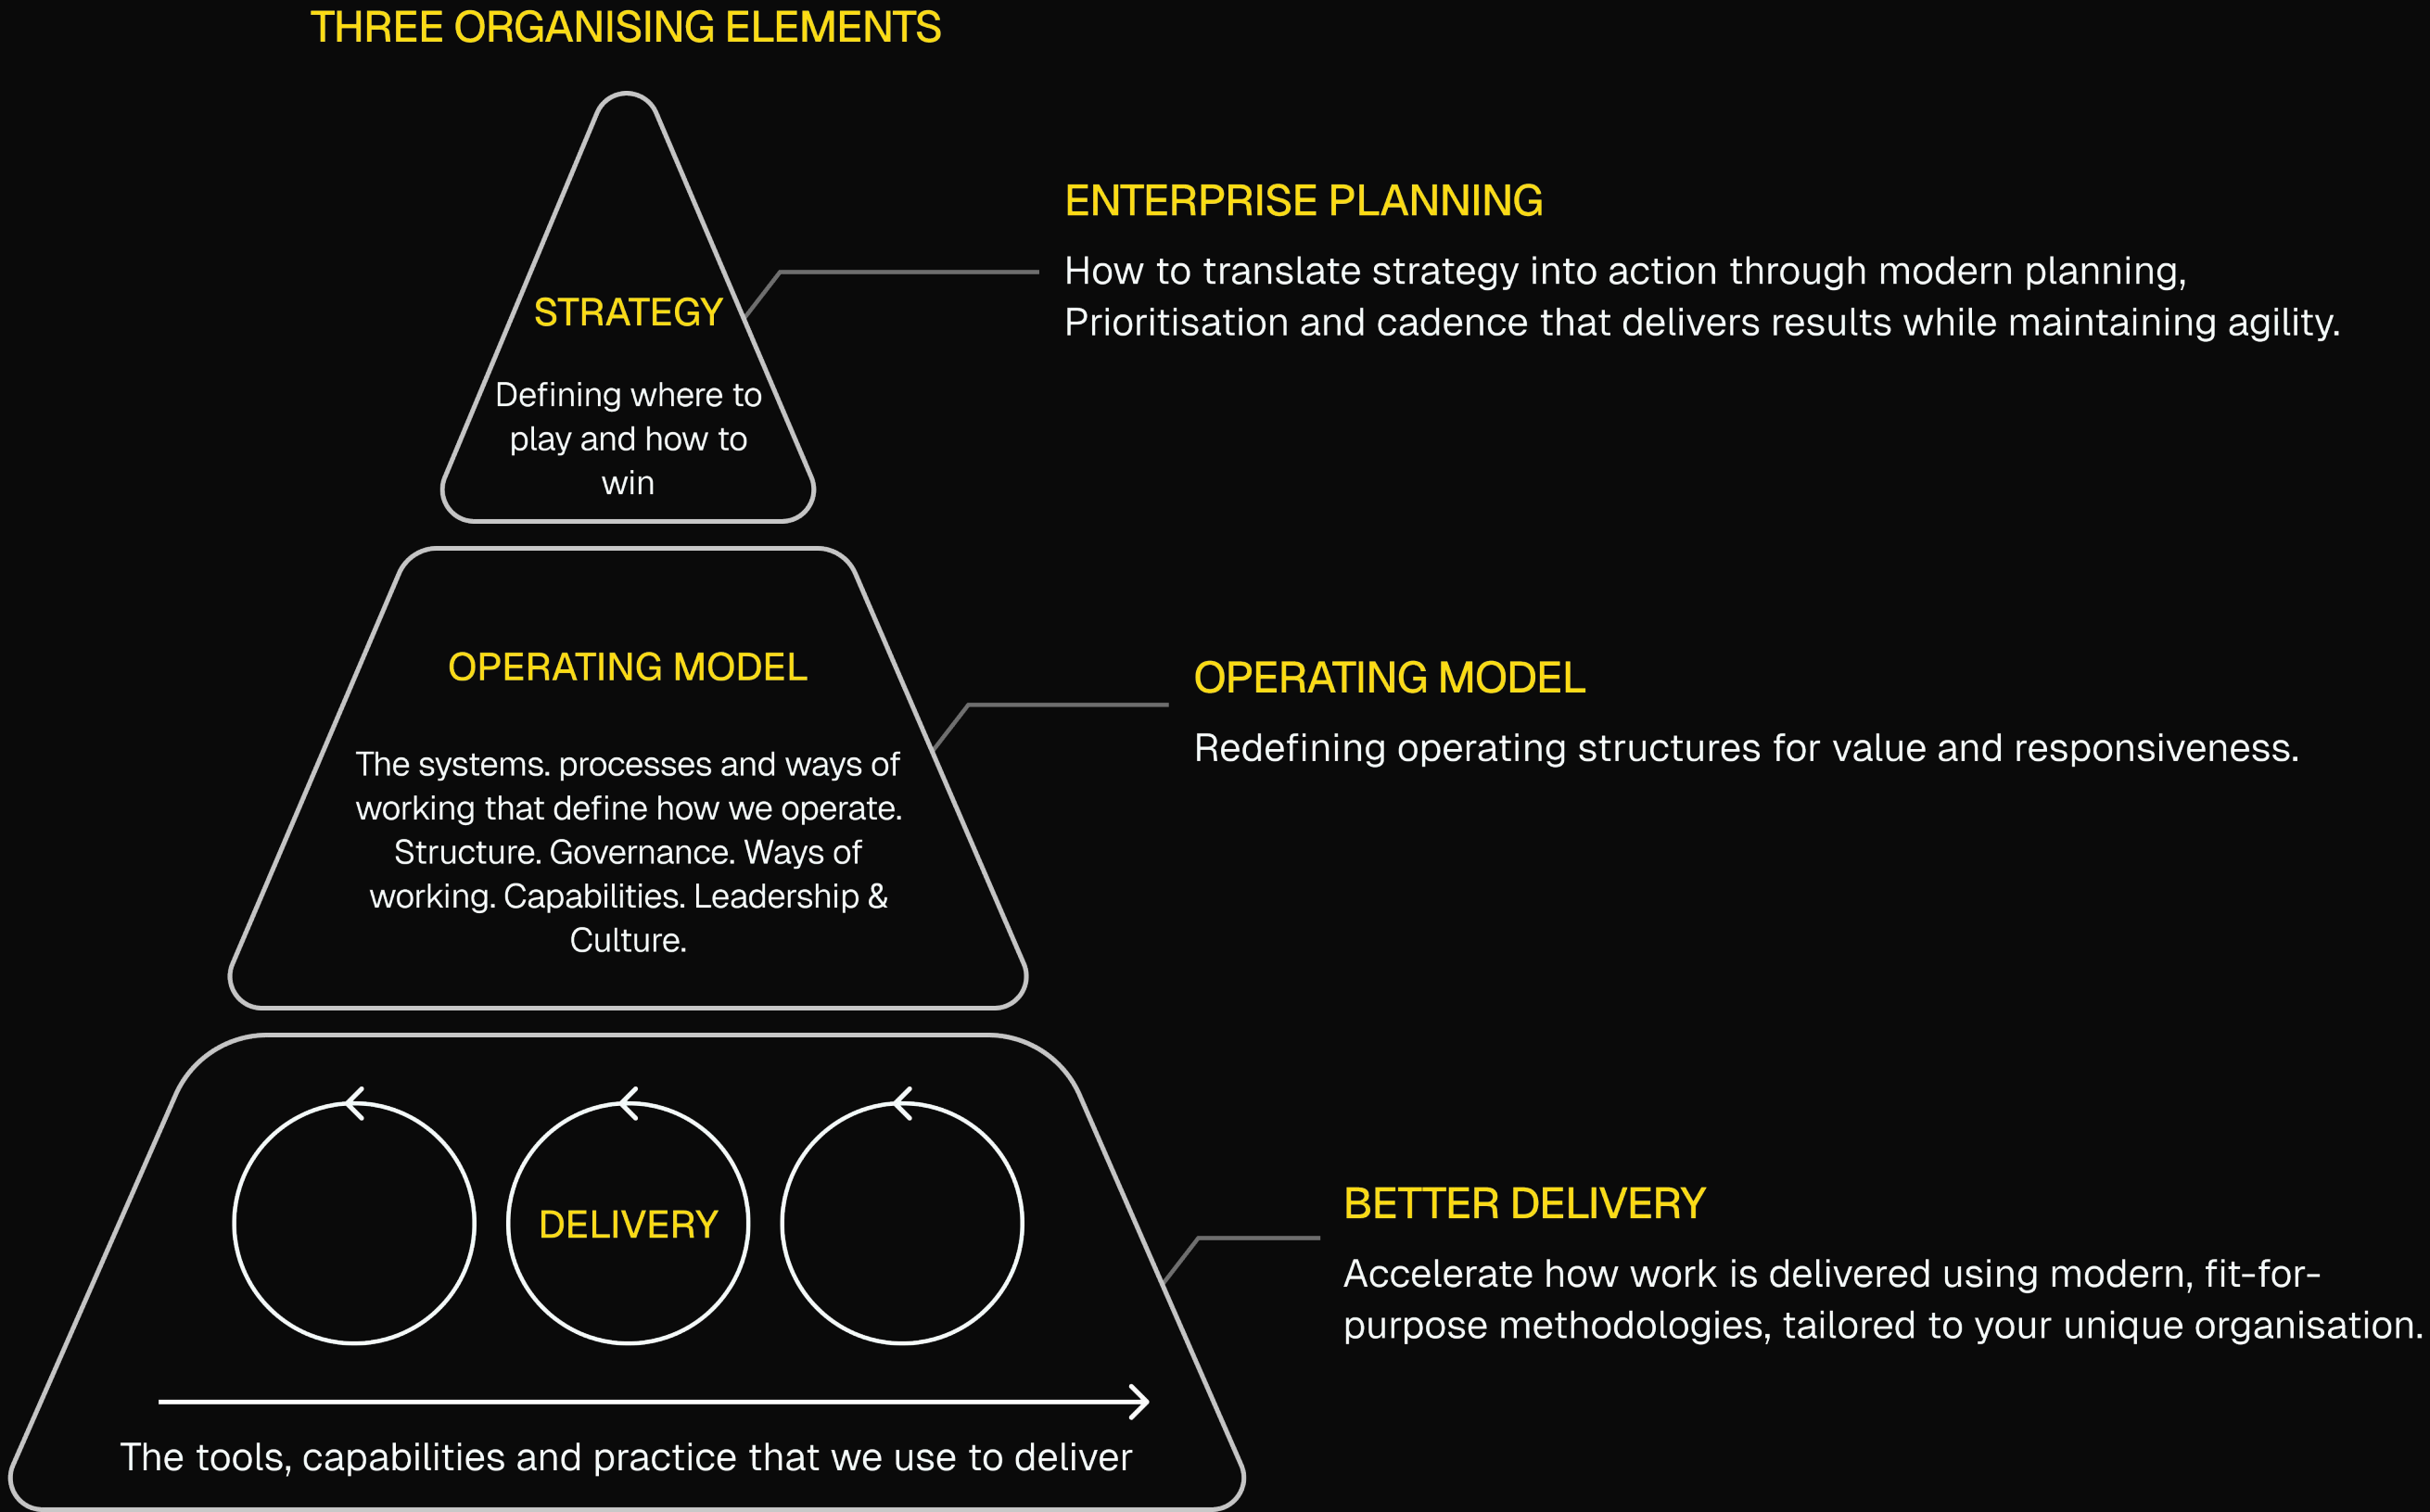 THREE ORGANISING ELEMENTS
STRATEGY
Defining where to
play and how to
win
ENTERPRISE PLANNING
How to translate strategy into action through modern planning,
Prioritisation and cadence that delivers results while maintaining agility.
OPERATING MODEL
The systems. processes and ways of
working that define how we operate.
Structure. Governance. Ways of
working. Capabilities. Leadership &
Culture.
OPERATING MODEL
Redefining operating structures for value and responsiveness.
DELIVERY
The tools, capabilities and practice that we use to deliver
BETTER DELIVERY
Accelerate how work is delivered using modern, fit-for-
purpose methodologies, tailored to your unique organisation.